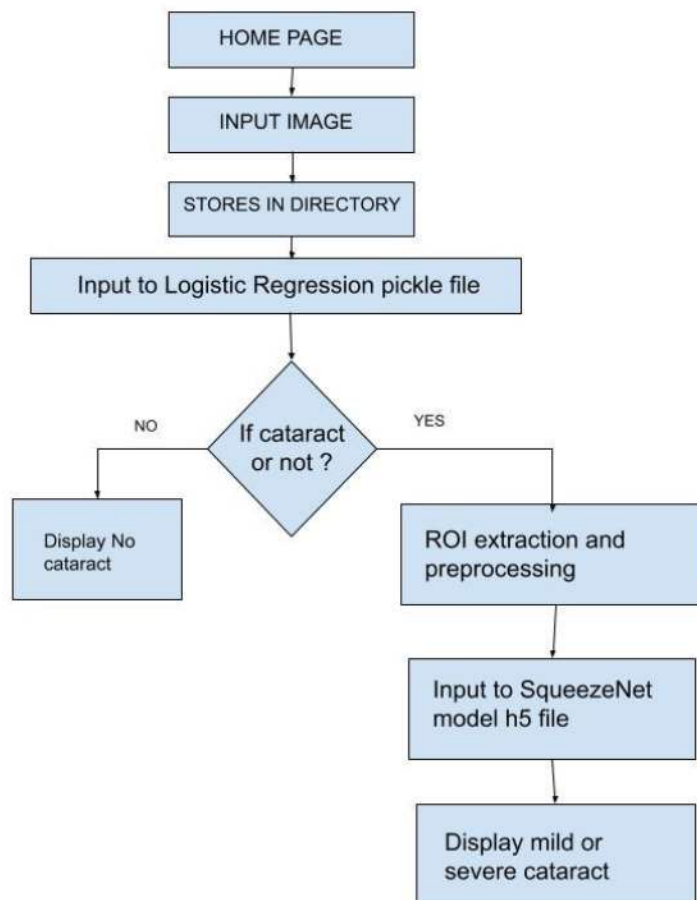 HOME PAGE
INPUT IMAGE
STORES IN DIRECTORY
Input to Logistic Regression pickle file
If cataract
or not ?
NO
YES
Display No
cataract
ROI extraction and
preprocessing
Input to SqueezeNet
model h5 file
Display mild or
severe cataract